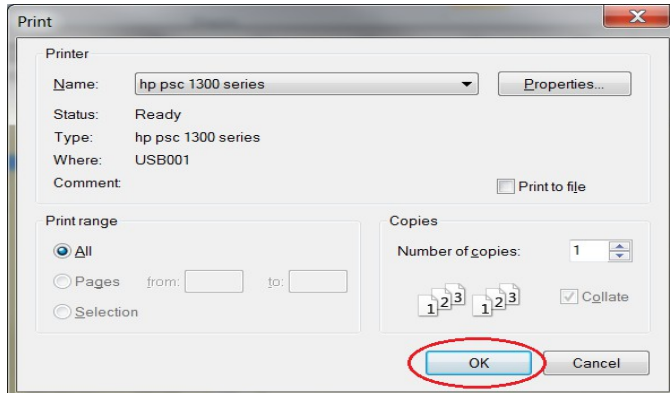 Print
Printer
Name: hp psc 1300 series Properties...
Status: Ready
Type: hp psc 1300 series
Where: USB001
Comment: Print to file
Print range
All
Pages from: to:
Selection
Copies
Number of copies: 1
1 2 3 1 2 3 Collate
OK Cancel